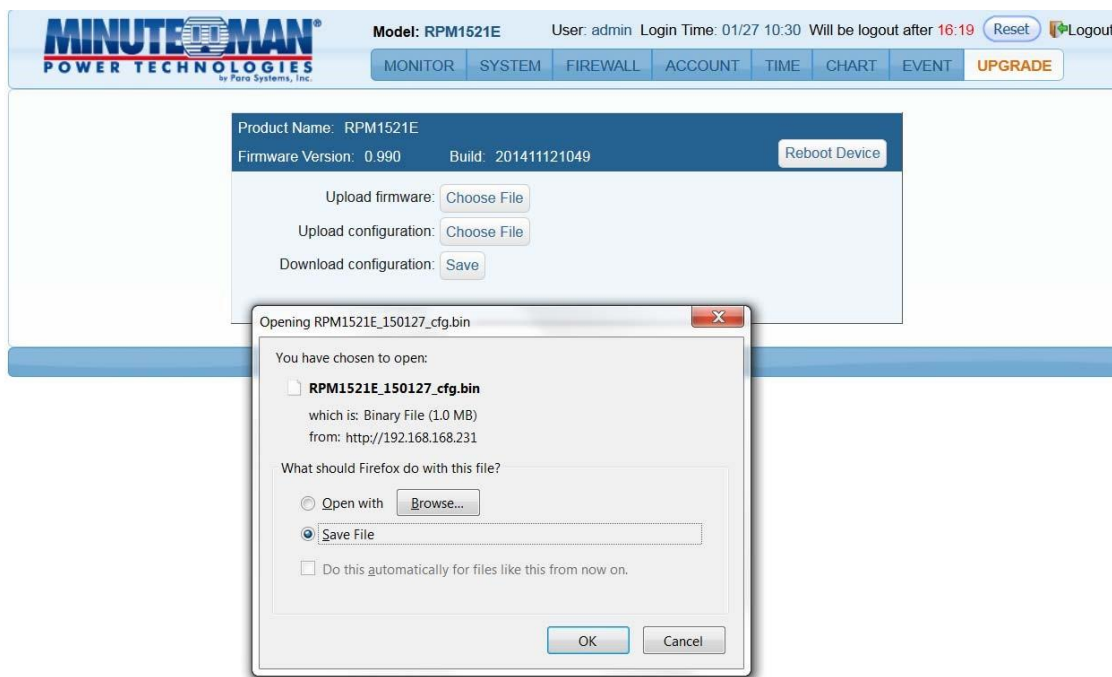 MINUTEMAN®
POWER TECHNOLOGIES
by Para Systems, Inc.
Model: RPM1521E User: admin Login Time: 01/27 10:30 Will be logout after 16:19 Reset Logout
MONITOR SYSTEM FIREWALL ACCOUNT TIME CHART EVENT UPGRADE
Product Name: RPM1521E
Firmware Version: 0.990 Build: 201411121049 Reboot Device
Upload firmware: Choose File
Upload configuration: Choose File
Download configuration: Save
Opening RPM1521E_150127_cfg.bin
You have chosen to open:
RPM1521E_150127_cfg.bin
which is: Binary File (1.0 MB)
from: http://192.168.168.231
What should Firefox do with this file?
Open with Browse...
Save File
Do this automatically for files like this from now on.
OK Cancel